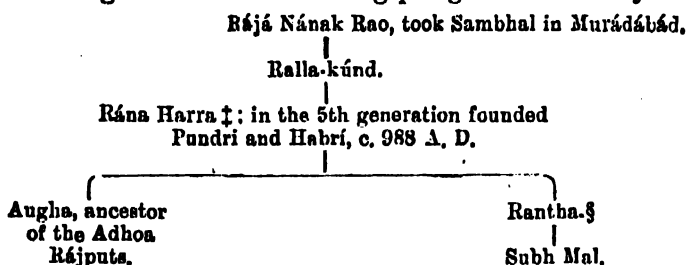 Rájá Nának Rao, took Sambhal in Murádábád.
Ralla-kúnd.
Rána Harra ‡: in the 5th generation founded
Pundri and Habrí, c. 988 A. D.
Augha, ancestor
of the Adhoa
Rájputs.
Rantha.§
Subh Mal.